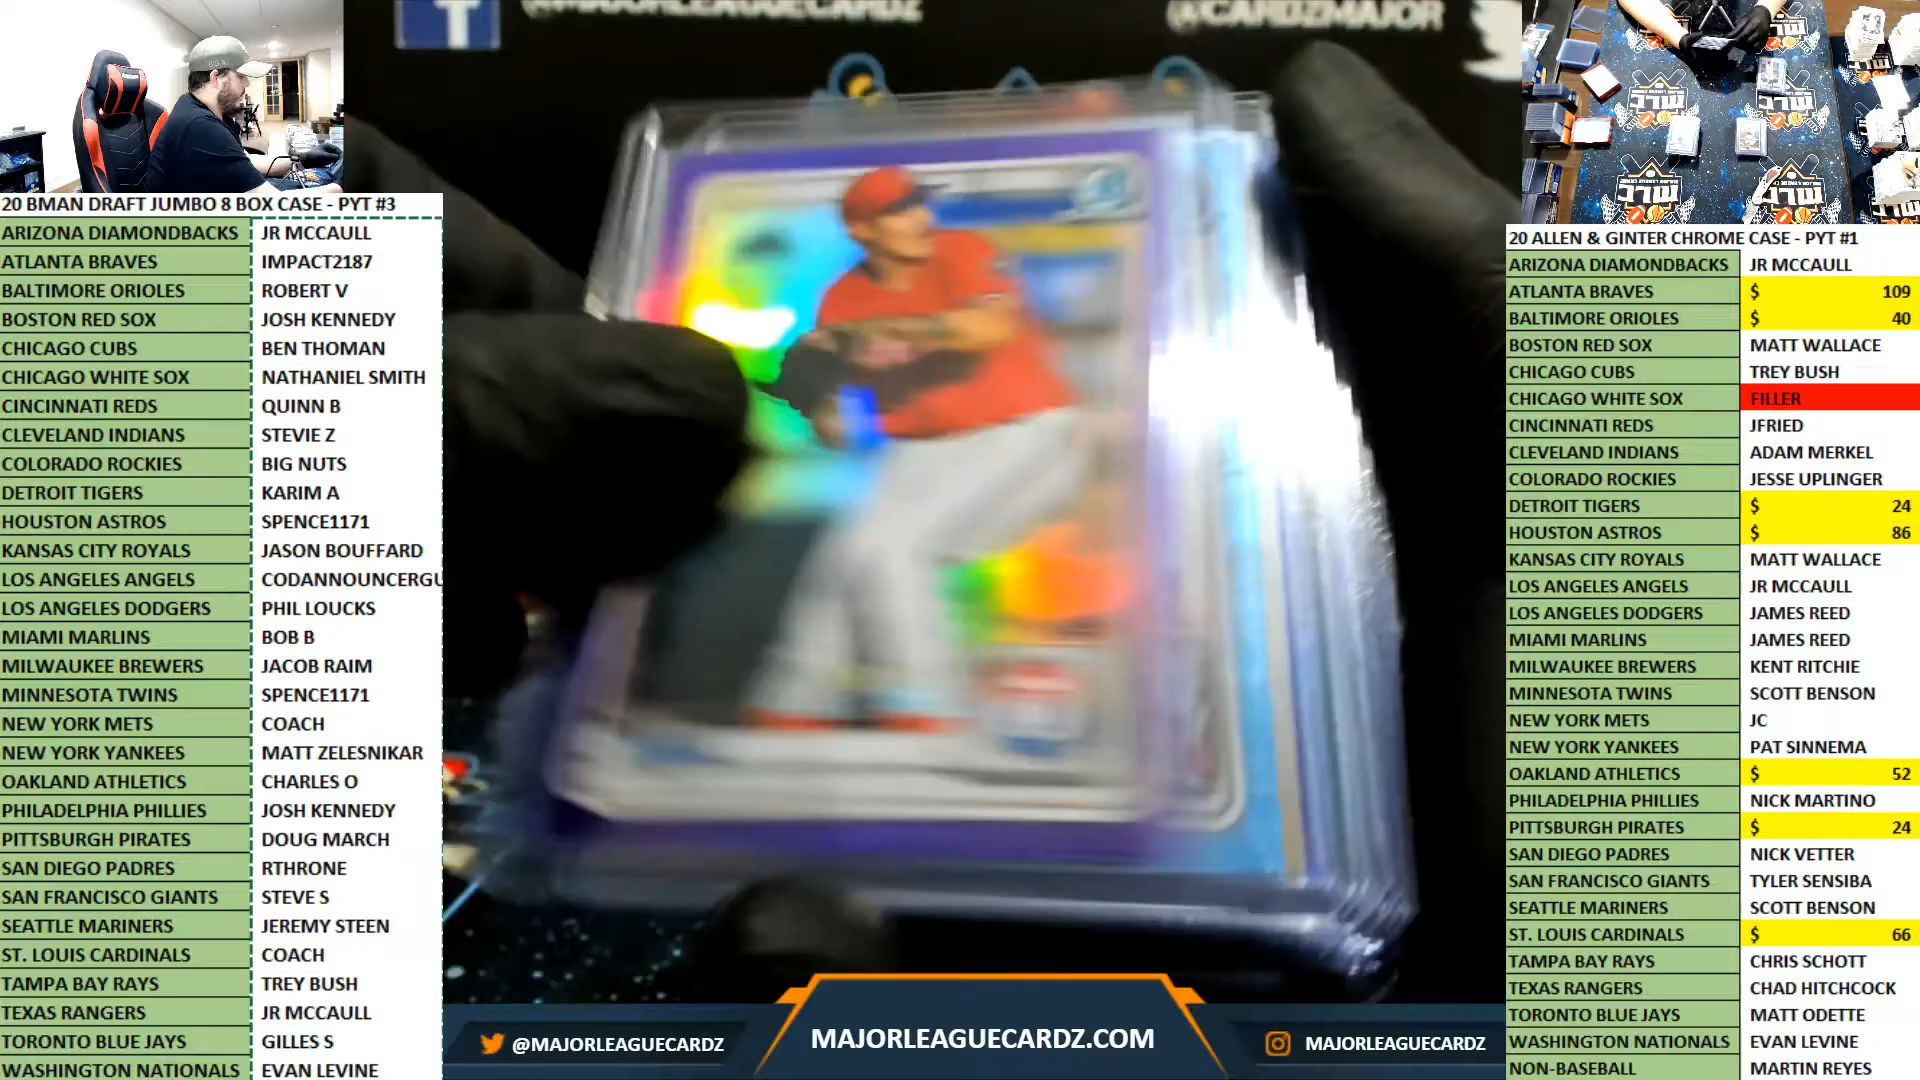 @MAJORLEAGUECARDZ
@CARDZMAJOR
20 BMAN DRAFT JUMBO 8 BOX CASE - PYT #3
ARIZONA DIAMONDBACKS JR MCCAULL
ATLANTA BRAVES IMPACT2187
BALTIMORE ORIOLES ROBERT V
BOSTON RED SOX JOSH KENNEDY
CHICAGO CUBS BEN THOMAN
CHICAGO WHITE SOX NATHANIEL SMITH
CINCINNATI REDS QUINN B
CLEVELAND INDIANS STEVIE Z
COLORADO ROCKIES BIG NUTS
DETROIT TIGERS KARIM A
HOUSTON ASTROS SPENCE1171
KANSAS CITY ROYALS JASON BOUFFARD
LOS ANGELES ANGELS CODANNOUNCERGU
LOS ANGELES DODGERS PHIL LOUCKS
MIAMI MARLINS BOB B
MILWAUKEE BREWERS JACOB RAIM
MINNESOTA TWINS SPENCE1171
NEW YORK METS COACH
NEW YORK YANKEES MATT ZELESNIKAR
OAKLAND ATHLETICS CHARLES O
PHILADELPHIA PHILLIES JOSH KENNEDY
PITTSBURGH PIRATES DOUG MARCH
SAN DIEGO PADRES RTHRONE
SAN FRANCISCO GIANTS STEVE S
SEATTLE MARINERS JEREMY STEEN
ST. LOUIS CARDINALS COACH
TAMPA BAY RAYS TREY BUSH
TEXAS RANGERS JR MCCAULL
TORONTO BLUE JAYS GILLES S
WASHINGTON NATIONALS EVAN LEVINE
20 ALLEN & GINTER CHROME CASE - PYT #1
ARIZONA DIAMONDBACKS JR MCCAULL
ATLANTA BRAVES $ 109
BALTIMORE ORIOLES $ 40
BOSTON RED SOX MATT WALLACE
CHICAGO CUBS TREY BUSH
CHICAGO WHITE SOX FILLER
CINCINNATI REDS JFRIED
CLEVELAND INDIANS ADAM MERKEL
COLORADO ROCKIES JESSE UPLINGER
DETROIT TIGERS $ 24
HOUSTON ASTROS $ 86
KANSAS CITY ROYALS MATT WALLACE
LOS ANGELES ANGELS JR MCCAULL
LOS ANGELES DODGERS JAMES REED
MIAMI MARLINS JAMES REED
MILWAUKEE BREWERS KENT RITCHIE
MINNESOTA TWINS SCOTT BENSON
NEW YORK METS JC
NEW YORK YANKEES PAT SINNEMA
OAKLAND ATHLETICS $ 52
PHILADELPHIA PHILLIES NICK MARTINO
PITTSBURGH PIRATES $ 24
SAN DIEGO PADRES NICK VETTER
SAN FRANCISCO GIANTS TYLER SENSIBA
SEATTLE MARINERS SCOTT BENSON
ST. LOUIS CARDINALS $ 66
TAMPA BAY RAYS CHRIS SCHOTT
TEXAS RANGERS CHAD HITCHCOCK
TORONTO BLUE JAYS MATT ODETTE
WASHINGTON NATIONALS EVAN LEVINE
NON-BASEBALL MARTIN REYES
@MAJORLEAGUECARDZ
MAJORLEAGUECARDZ.COM
MAJORLEAGUECARDZ